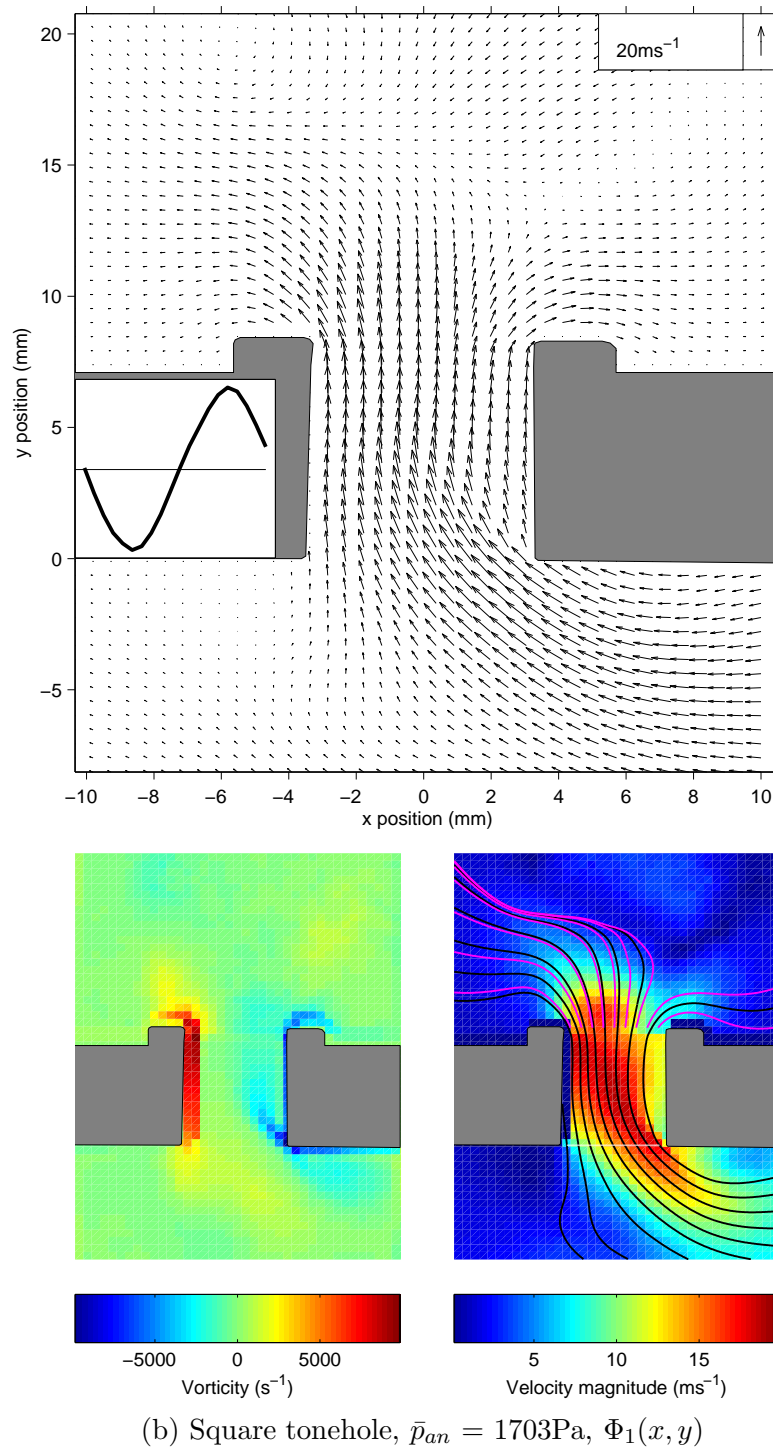 20
15
10
5
0
−5
y position (mm)
20ms⁻¹
−10 −8 −6 −4 −2 0 2 4 6 8 10
x position (mm)
−5000 0 5000
Vorticity (s⁻¹)
5 10 15
Velocity magnitude (ms⁻¹)
(b) Square tonehole, p̄ₐₙ = 1703Pa, Φ₁(x, y)